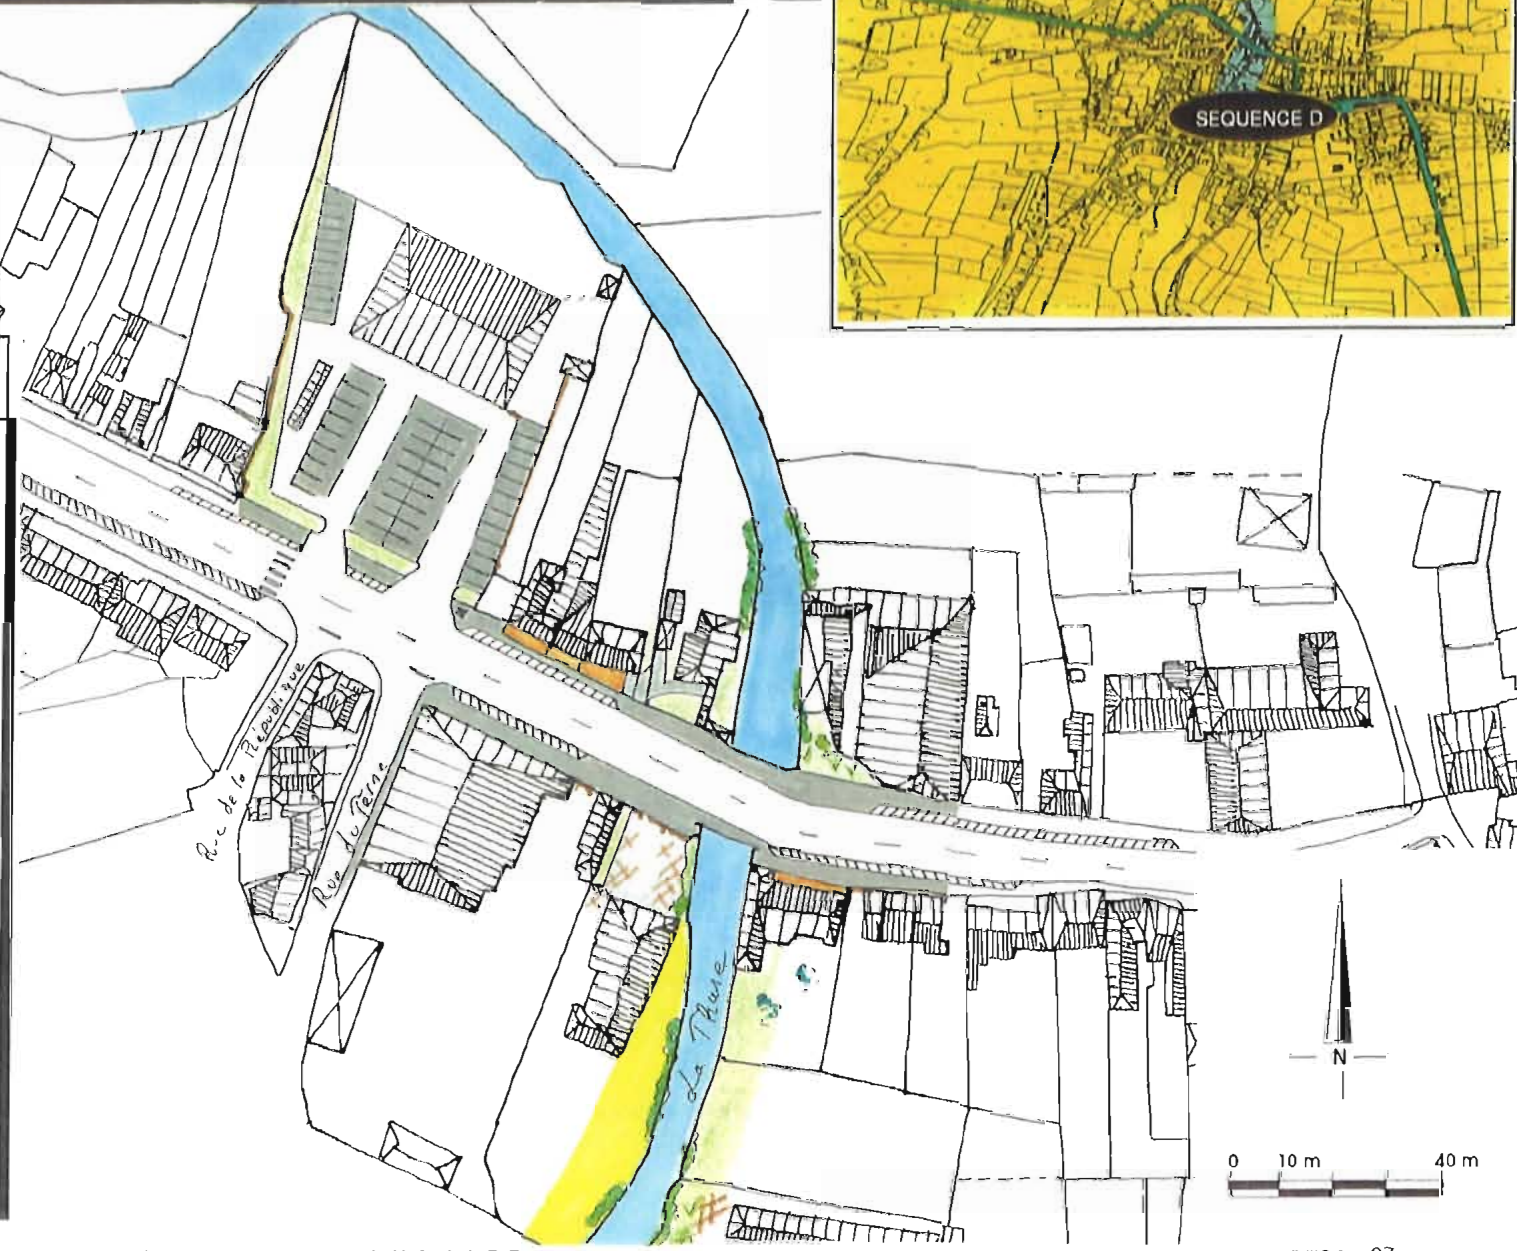 SEQUENCE D
Rue de la République
Rue du Terne
La Thure
N
0 10 m 40 m